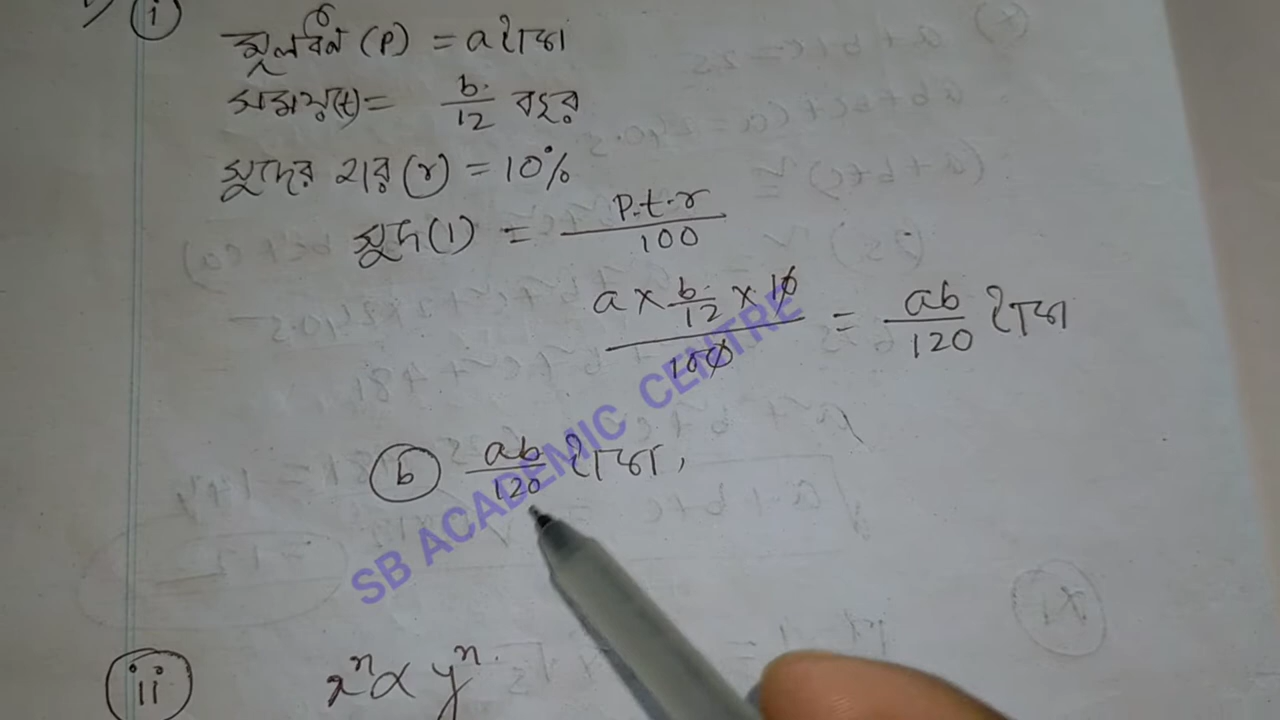 i
মূলধন (P) = a টাকা
সময়(t) = b/12 বছর
সুদের হার (r) = 10%
সুদ (I) = P.t.r/100
a × b/12 × 10/100 = ab/120 টাকা
b ab/120 টাকা,
SB ACADEMIC CENTRE
ii xⁿ ∝ yⁿ